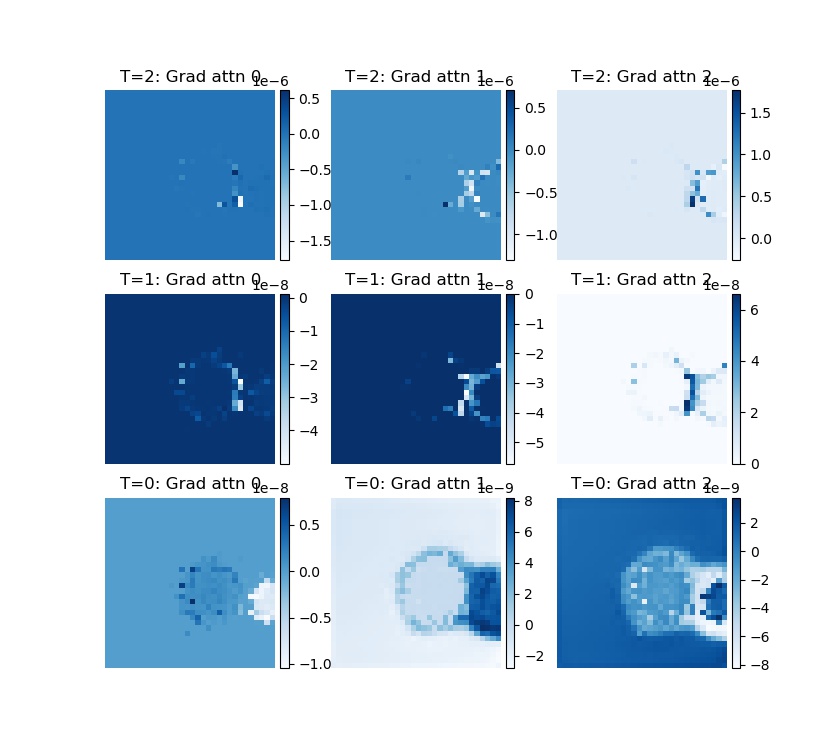 T=2: Grad attn 0
1e−6
0.5
0.0
−0.5
−1.0
−1.5
T=2: Grad attn 1
1e−6
0.5
0.0
−0.5
−1.0
T=2: Grad attn 2
1e−6
1.5
1.0
0.5
0.0
T=1: Grad attn 0
1e−8
0
−1
−2
−3
−4
T=1: Grad attn 1
1e−8
0
−1
−2
−3
−4
−5
T=1: Grad attn 2
1e−8
6
4
2
0
T=0: Grad attn 0
1e−8
0.5
0.0
−0.5
−1.0
T=0: Grad attn 1
1e−9
8
6
4
2
0
−2
T=0: Grad attn 2
1e−9
2
0
−2
−4
−6
−8